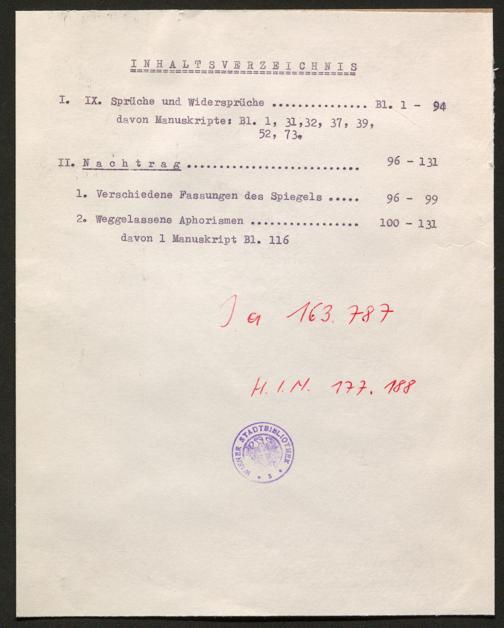 INHALTSVERZEICHNIS
I. IX. Sprüche und Widersprüche ............... Bl. 1 - 94
davon Manuskripte: Bl. 1, 31,32, 37, 39,
52, 73.
II. Nachtrag .......................... 96 - 131
1. Verschiedene Fassungen des Spiegels ..... 96 - 99
2. Weggelassene Aphorismen ................ 100 - 131
davon 1 Manuskript Bl. 116
I a 163.787
H.I.N. 177.188
WIENER STADTBIBLIOTHEK